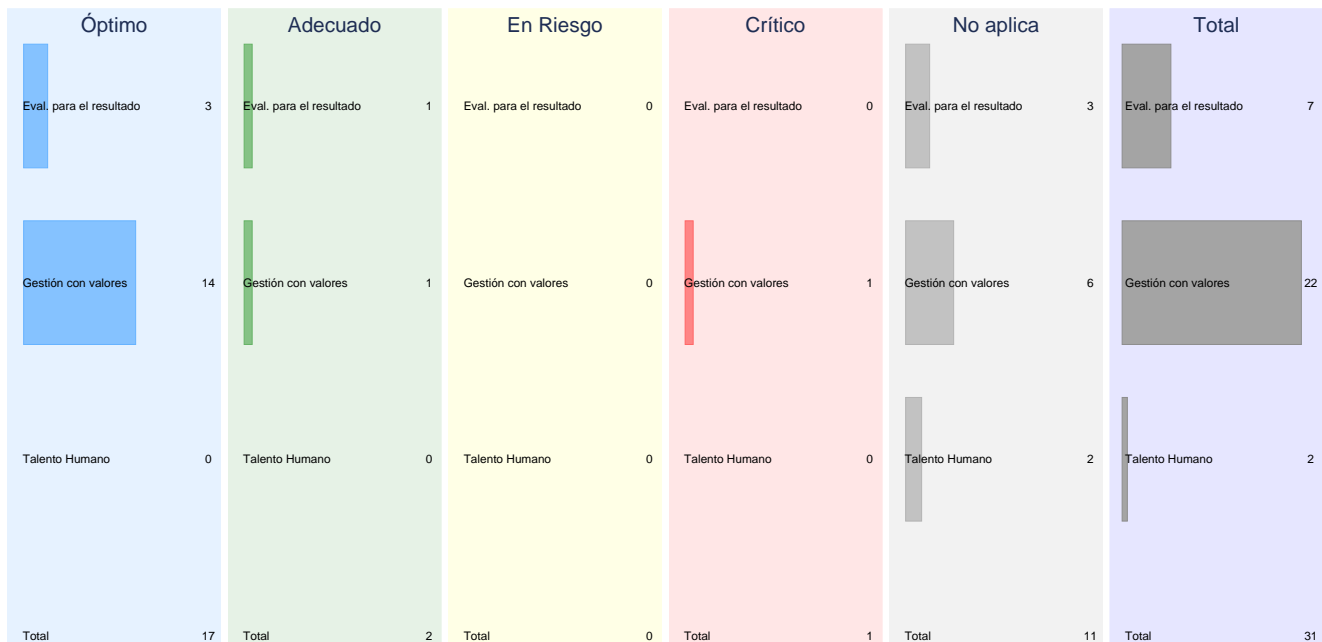 Óptimo Adecuado En Riesgo Crítico No aplica Total
Eval. para el resultado 3 Eval. para el resultado 1 Eval. para el resultado 0 Eval. para el resultado 0 Eval. para el resultado 3 Eval. para el resultado 7
Gestión con valores 14 Gestión con valores 1 Gestión con valores 0 Gestión con valores 1 Gestión con valores 6 Gestión con valores 22
Talento Humano 0 Talento Humano 0 Talento Humano 0 Talento Humano 0 Talento Humano 2 Talento Humano 2
Total 17 Total 2 Total 0 Total 1 Total 11 Total 31